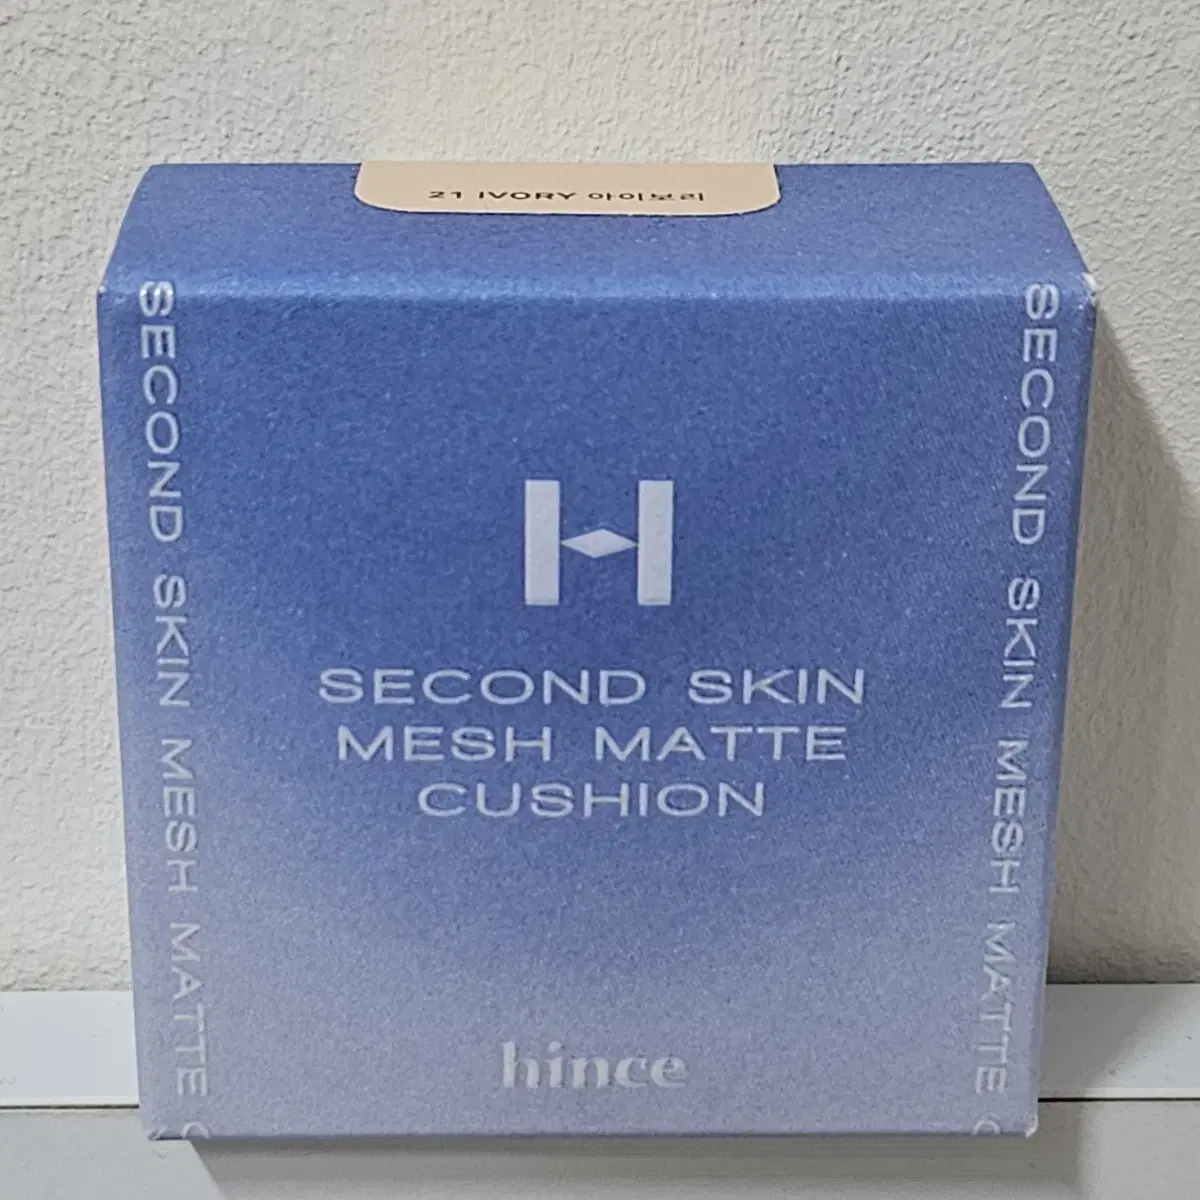 21 IVORY 아이보리
SECOND SKIN MESH MATTE
SECOND SKIN MESH MATTE
H
SECOND SKIN
MESH MATTE
CUSHION
hince